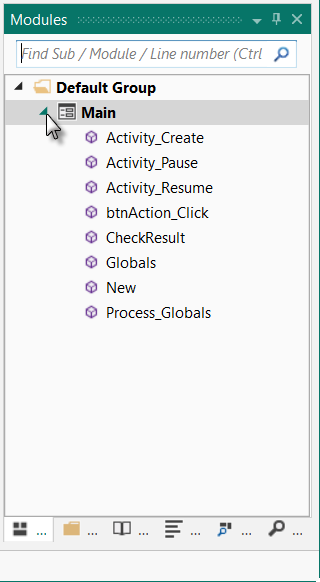 Modules
Find Sub / Module / Line number (Ctrl
Default Group
Main
Activity_Create
Activity_Pause
Activity_Resume
btnAction_Click
CheckResult
Globals
New
Process_Globals
... ... ... ... ... ...